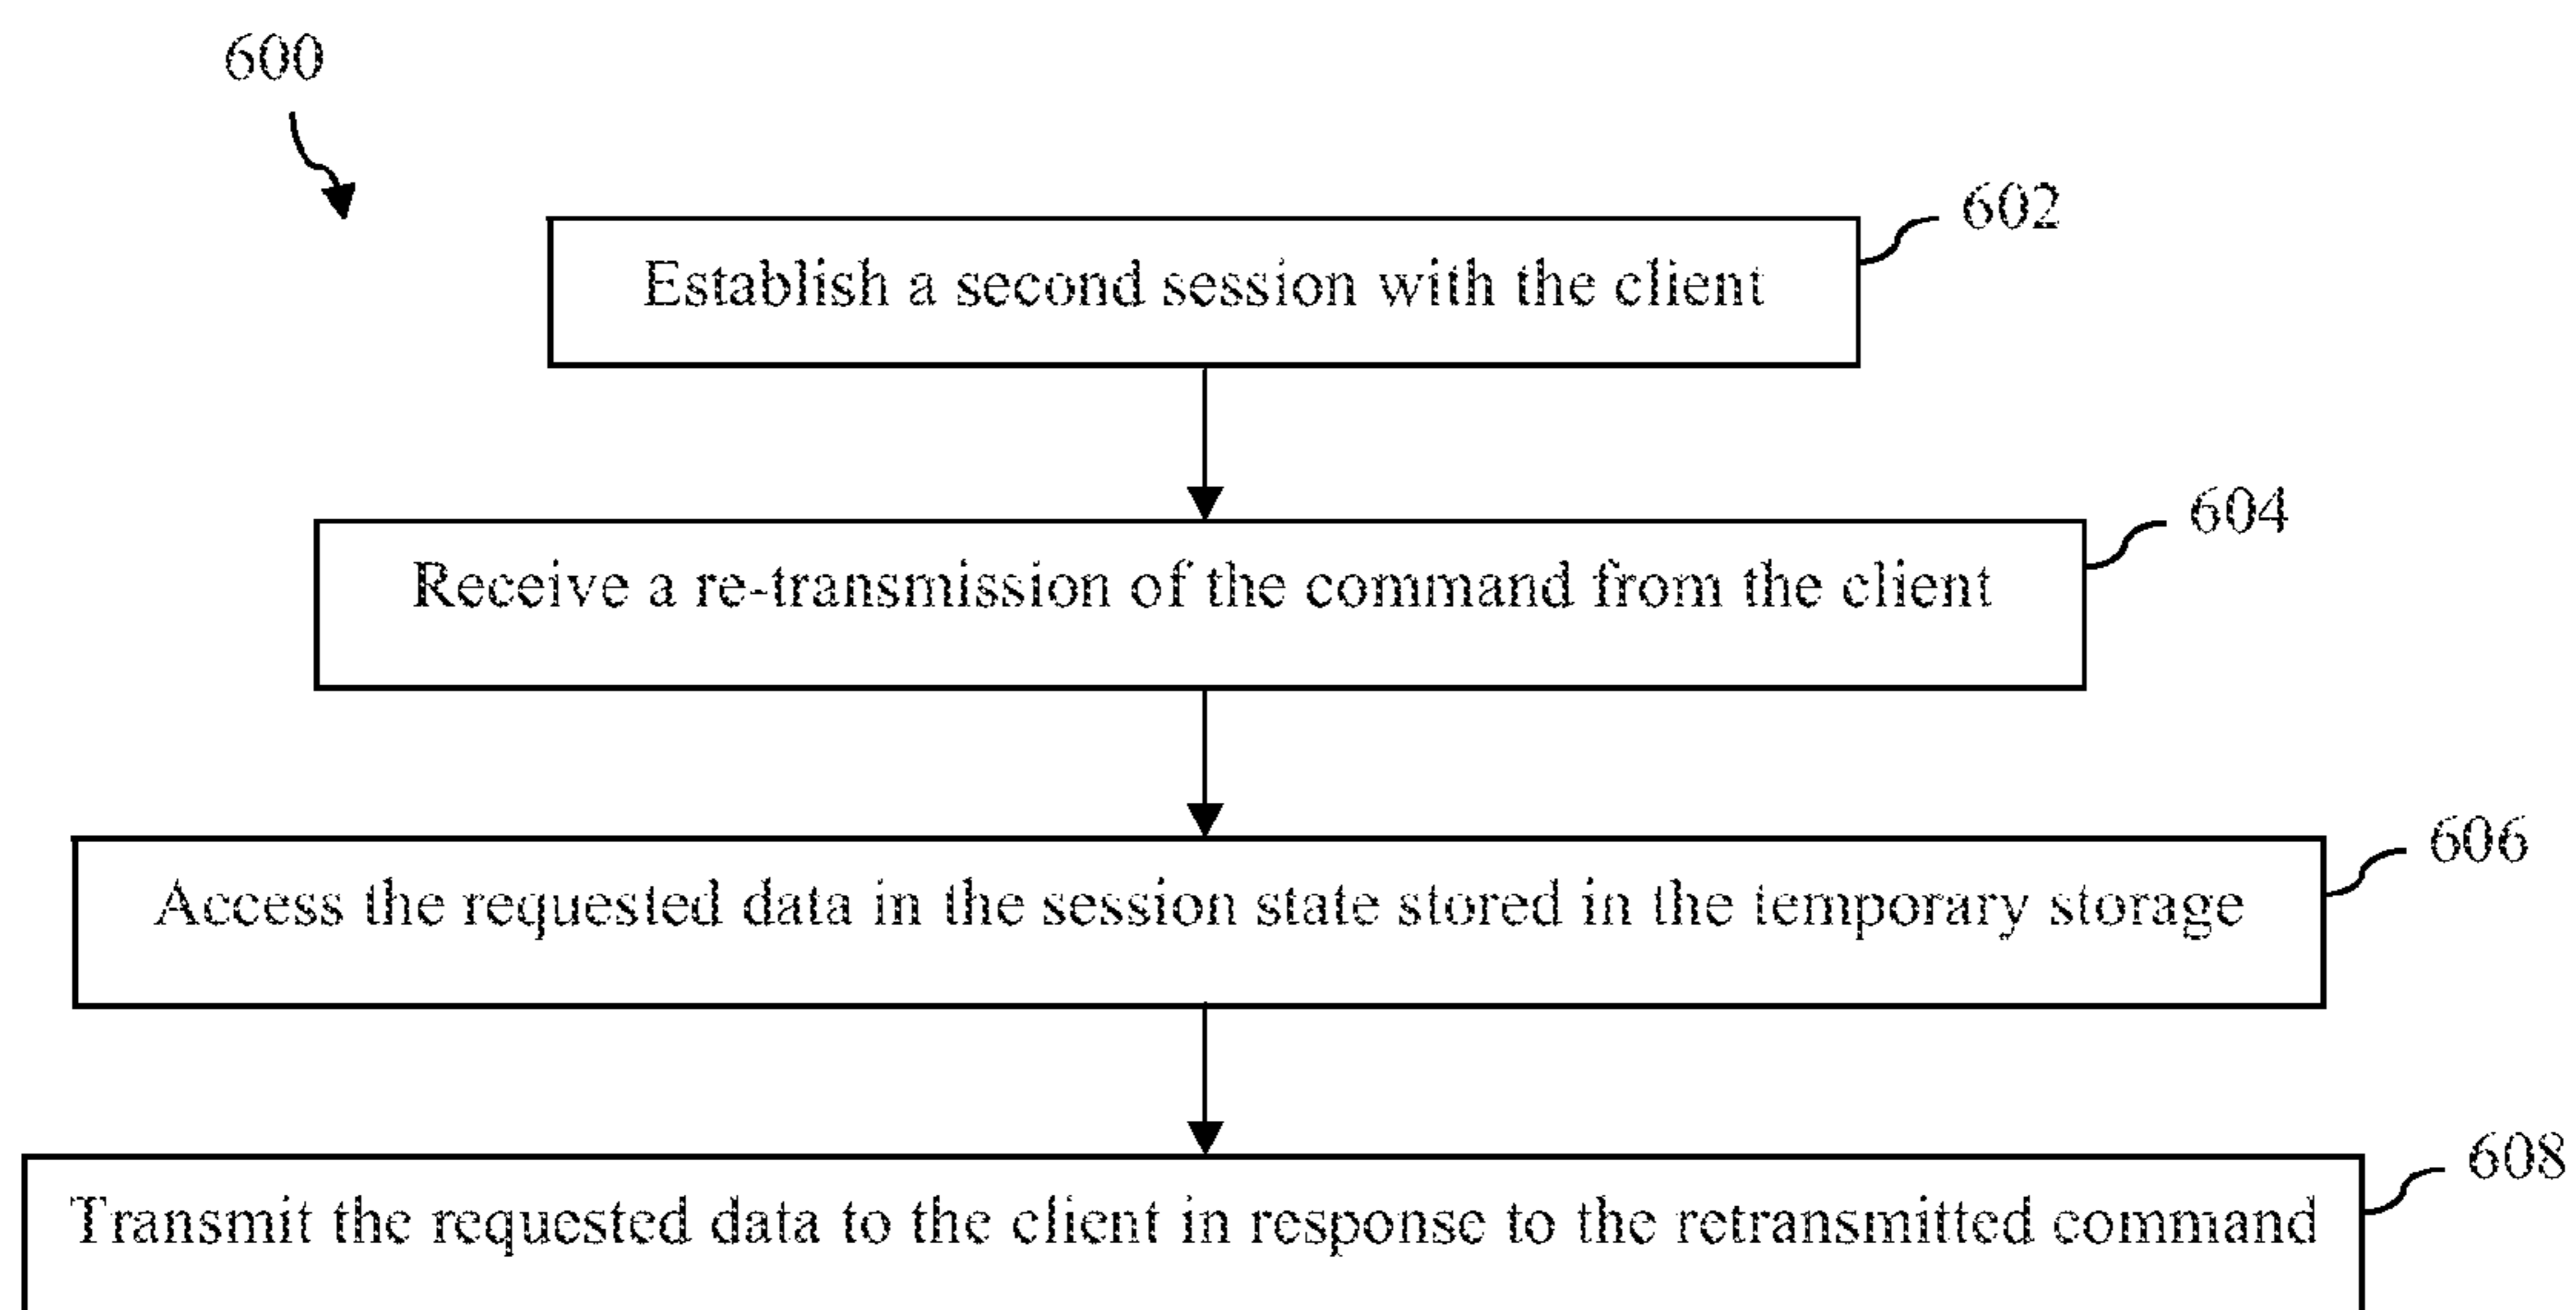 600
602
Establish a second session with the client
604
Receive a re-transmission of the command from the client
606
Access the requested data in the session state stored in the temporary storage
608
Transmit the requested data to the client in response to the retransmitted command